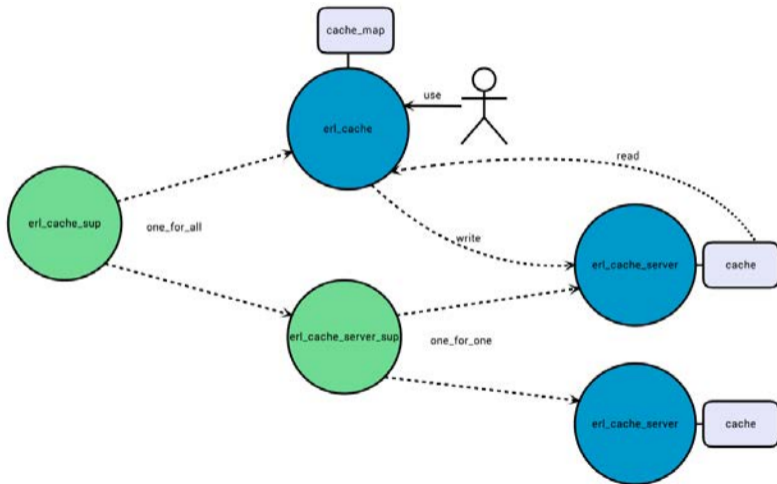 cache_map
use
erl_cache
read
erl_cache_sup
one_for_all
write
erl_cache_server
cache
erl_cache_server_sup
one_for_one
erl_cache_server
cache